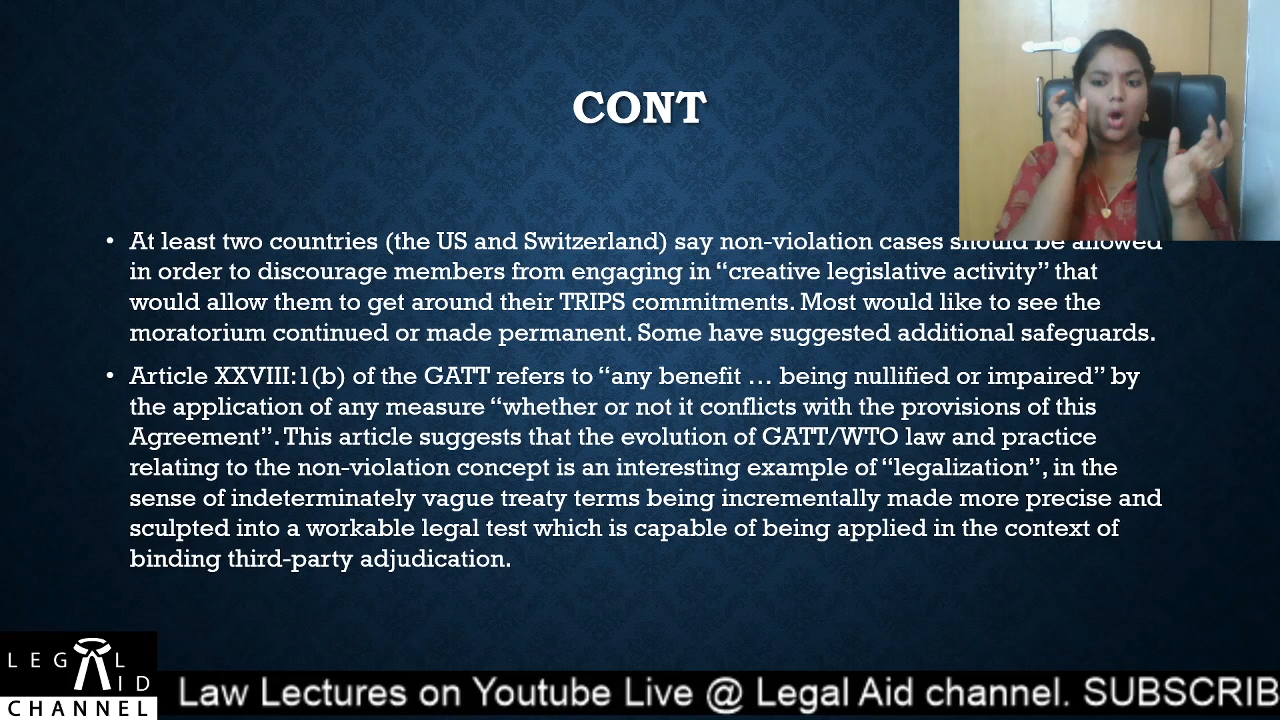 CONT
• At least two countries (the US and Switzerland) say non-violation cases should be allowed
in order to discourage members from engaging in “creative legislative activity” that
would allow them to get around their TRIPS commitments. Most would like to see the
moratorium continued or made permanent. Some have suggested additional safeguards.
• Article XXVIII:1(b) of the GATT refers to “any benefit … being nullified or impaired” by
the application of any measure “whether or not it conflicts with the provisions of this
Agreement”. This article suggests that the evolution of GATT/WTO law and practice
relating to the non-violation concept is an interesting example of “legalization”, in the
sense of indeterminately vague treaty terms being incrementally made more precise and
sculpted into a workable legal test which is capable of being applied in the context of
binding third-party adjudication.
LEGAL
AID
CHANNEL
Law Lectures on Youtube Live @ Legal Aid channel. SUBSCRIB